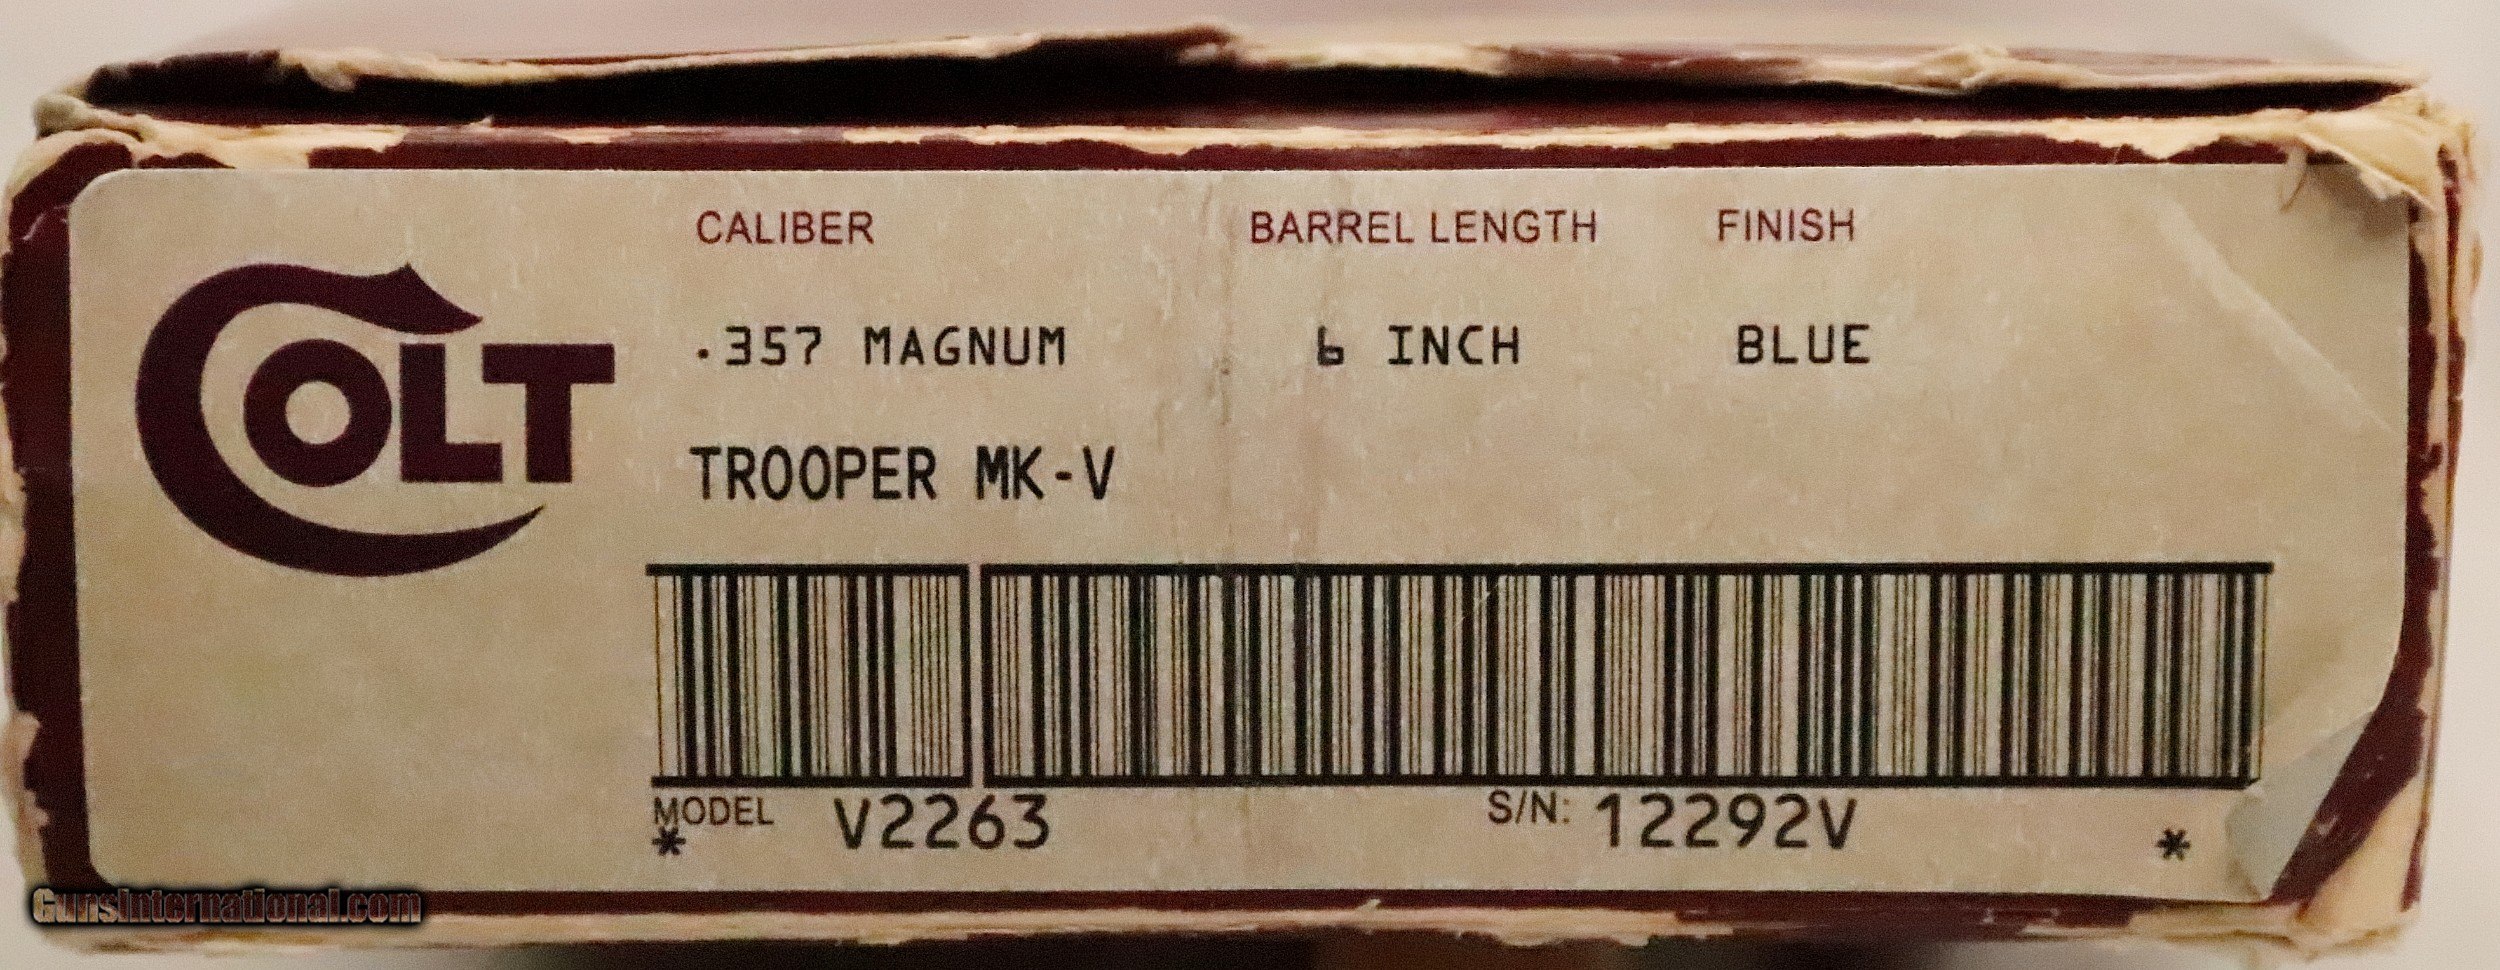 COLT
CALIBER BARREL LENGTH FINISH
.357 MAGNUM 6 INCH BLUE
TROOPER MK-V
MODEL V2263 S/N: 12292V
* *
GunsInternational.com